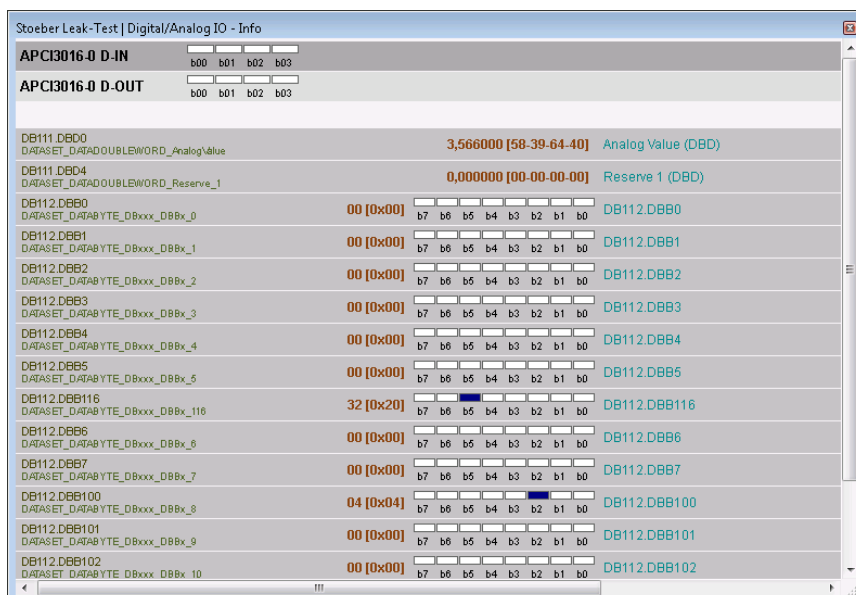 Stoeber Leak-Test | Digital/Analog IO - Info
APCI3016-0 D-IN
b00 b01 b02 b03
APCI3016-0 D-OUT
b00 b01 b02 b03
DB111.DBD0
DATASET_DATADOUBLEWORD_AnalogValue
3,566000 [58-39-64-40] Analog Value (DBD)
DB111.DBD4
DATASET_DATADOUBLEWORD_Reserve_1
0,000000 [00-00-00-00] Reserve 1 (DBD)
DB112.DBB0
DATASET_DATABYTE_DBxxx_DBBx_0
00 [0x00] b7 b6 b5 b4 b3 b2 b1 b0 DB112.DBB0
DB112.DBB1
DATASET_DATABYTE_DBxxx_DBBx_1
00 [0x00] b7 b6 b5 b4 b3 b2 b1 b0 DB112.DBB1
DB112.DBB2
DATASET_DATABYTE_DBxxx_DBBx_2
00 [0x00] b7 b6 b5 b4 b3 b2 b1 b0 DB112.DBB2
DB112.DBB3
DATASET_DATABYTE_DBxxx_DBBx_3
00 [0x00] b7 b6 b5 b4 b3 b2 b1 b0 DB112.DBB3
DB112.DBB4
DATASET_DATABYTE_DBxxx_DBBx_4
00 [0x00] b7 b6 b5 b4 b3 b2 b1 b0 DB112.DBB4
DB112.DBB5
DATASET_DATABYTE_DBxxx_DBBx_5
00 [0x00] b7 b6 b5 b4 b3 b2 b1 b0 DB112.DBB5
DB112.DBB116
DATASET_DATABYTE_DBxxx_DBBx_116
32 [0x20] b7 b6 b5 b4 b3 b2 b1 b0 DB112.DBB116
DB112.DBB6
DATASET_DATABYTE_DBxxx_DBBx_6
00 [0x00] b7 b6 b5 b4 b3 b2 b1 b0 DB112.DBB6
DB112.DBB7
DATASET_DATABYTE_DBxxx_DBBx_7
00 [0x00] b7 b6 b5 b4 b3 b2 b1 b0 DB112.DBB7
DB112.DBB100
DATASET_DATABYTE_DBxxx_DBBx_8
04 [0x04] b7 b6 b5 b4 b3 b2 b1 b0 DB112.DBB100
DB112.DBB101
DATASET_DATABYTE_DBxxx_DBBx_9
00 [0x00] b7 b6 b5 b4 b3 b2 b1 b0 DB112.DBB101
DB112.DBB102
DATASET_DATABYTE_DBxxx_DBBx_10
00 [0x00] b7 b6 b5 b4 b3 b2 b1 b0 DB112.DBB102